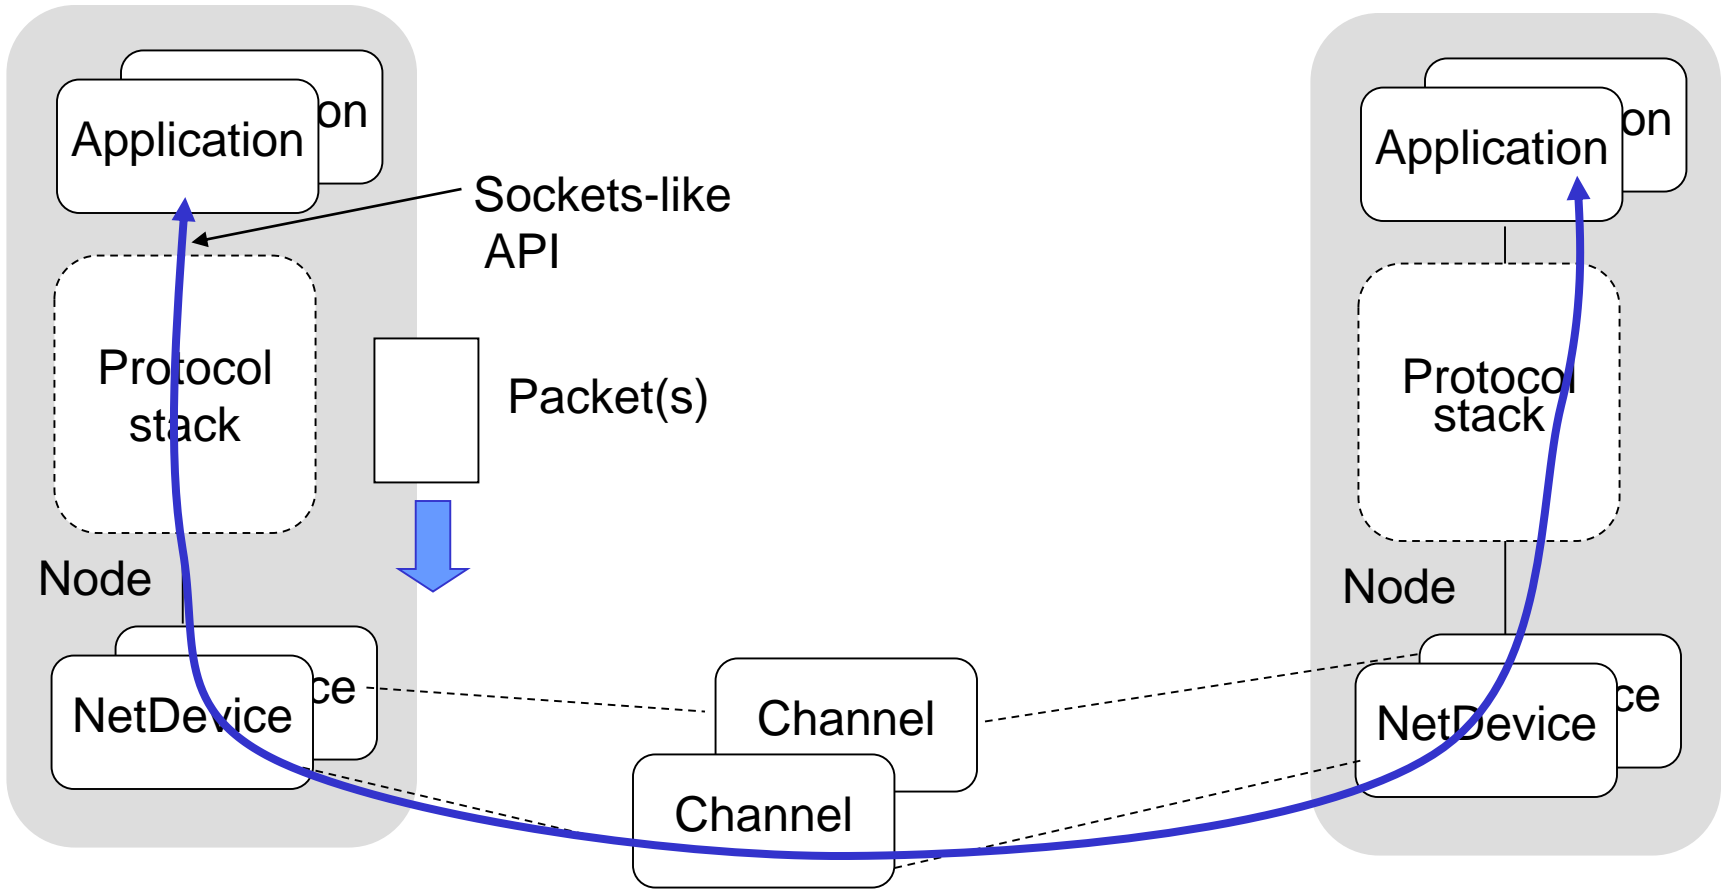 Application
on
Sockets-like
API
Protocol
stack
Packet(s)
Node
NetDevice
ce
Channel
Channel
Application
on
Protocol
stack
Node
NetDevice
ce